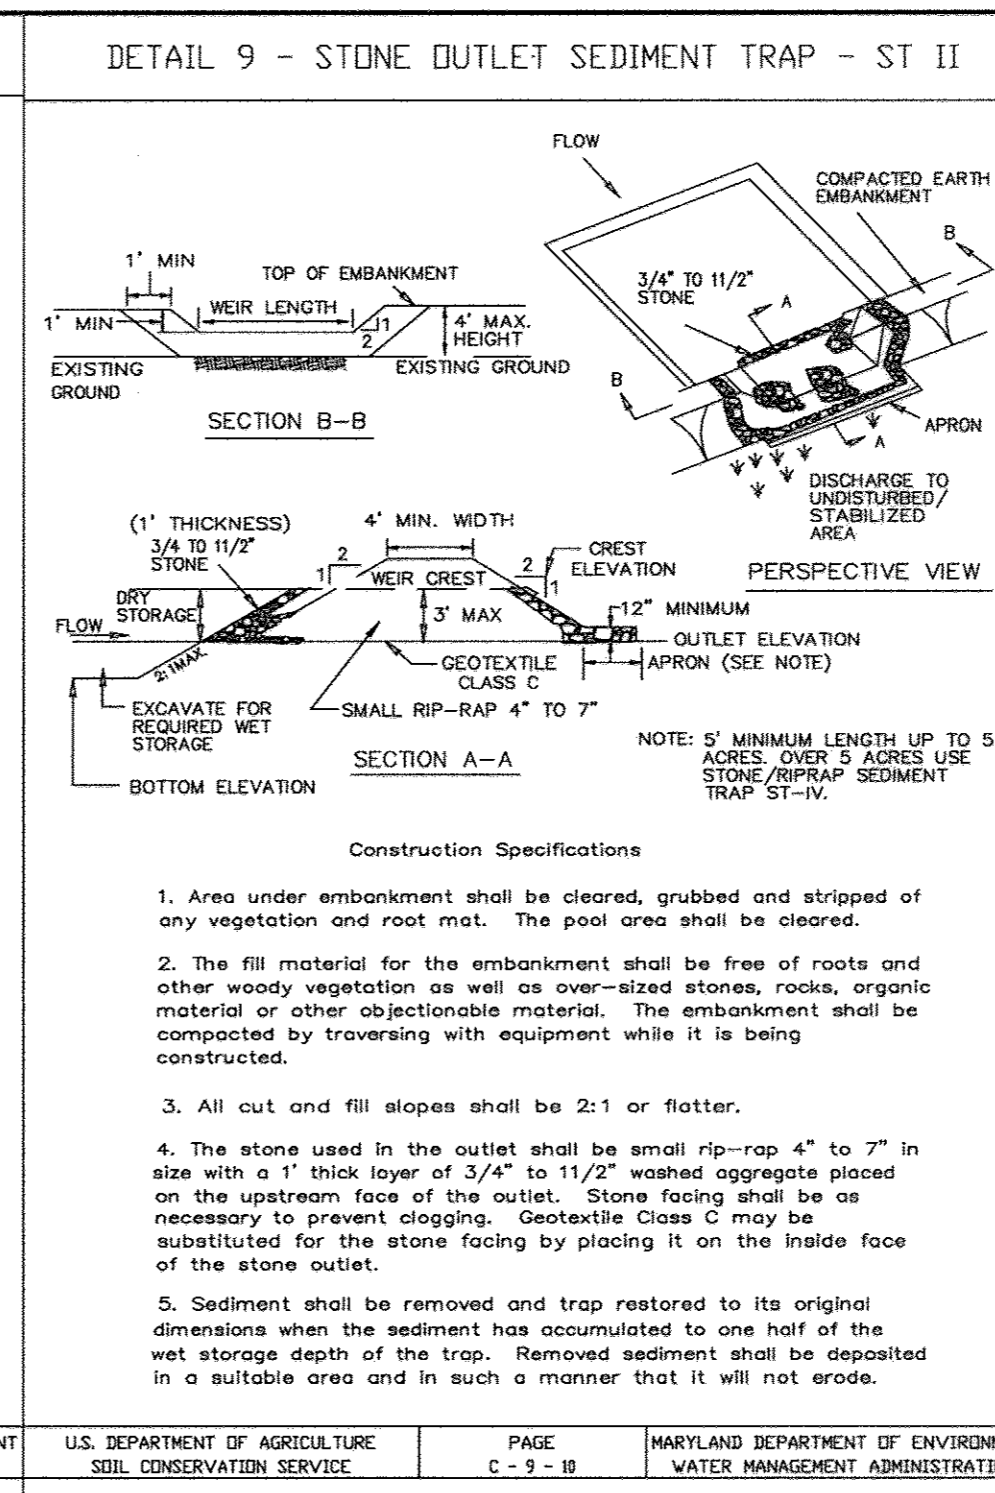 DETAIL 9 - STONE OUTLET SEDIMENT TRAP - ST II
FLOW
COMPACTED EARTH
EMBANKMENT
B
3/4" TO 11/2"
STONE
A
B
A
APRON
DISCHARGE TO
UNDISTURBED/
STABILIZED
AREA
PERSPECTIVE VIEW
1' MIN
TOP OF EMBANKMENT
WEIR LENGTH
1' MIN
1
2
4' MAX.
HEIGHT
EXISTING
GROUND
EXISTING GROUND
SECTION B-B
(1' THICKNESS)
3/4 TO 11/2"
STONE
4' MIN. WIDTH
2
1
WEIR CREST
2
1
CREST
ELEVATION
DRY
STORAGE
3' MAX
12" MINIMUM
FLOW
OUTLET ELEVATION
2:1MAX.
GEOTEXTILE
CLASS C
APRON (SEE NOTE)
EXCAVATE FOR
REQUIRED WET
STORAGE
SMALL RIP-RAP 4" TO 7"
BOTTOM ELEVATION
SECTION A-A
NOTE: 5' MINIMUM LENGTH UP TO 5
ACRES. OVER 5 ACRES USE
STONE/RIPRAP SEDIMENT
TRAP ST-IV.
Construction Specifications
1. Area under embankment shall be cleared, grubbed and stripped of
any vegetation and root mat. The pool area shall be cleared.
2. The fill material for the embankment shall be free of roots and
other woody vegetation as well as over-sized stones, rocks, organic
material or other objectionable material. The embankment shall be
compacted by traversing with equipment while it is being
constructed.
3. All cut and fill slopes shall be 2:1 or flatter.
4. The stone used in the outlet shall be small rip-rap 4" to 7" in
size with a 1' thick layer of 3/4" to 11/2" washed aggregate placed
on the upstream face of the outlet. Stone facing shall be as
necessary to prevent clogging. Geotextile Class C may be
substituted for the stone facing by placing it on the inside face
of the stone outlet.
5. Sediment shall be removed and trap restored to its original
dimensions when the sediment has accumulated to one half of the
wet storage depth of the trap. Removed sediment shall be deposited
in a suitable area and in such a manner that it will not erode.
NT
U.S. DEPARTMENT OF AGRICULTURE
SOIL CONSERVATION SERVICE
PAGE
C - 9 - 10
MARYLAND DEPARTMENT OF ENVIRONM
WATER MANAGEMENT ADMINISTRATI